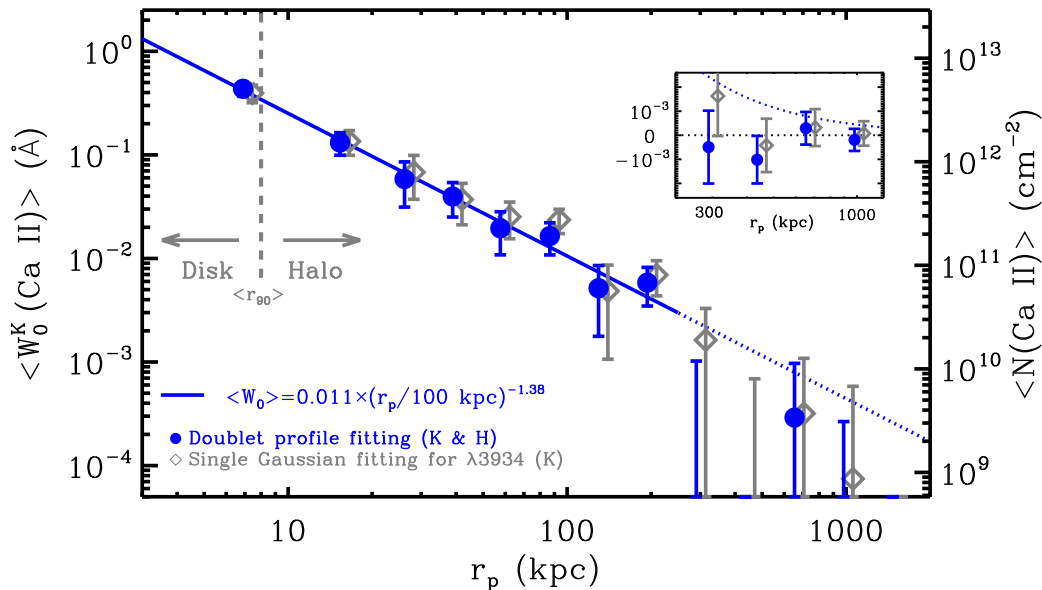 <W₀ᴷ(Ca II)> (Å)
10⁰
10⁻¹
10⁻²
10⁻³
10⁻⁴
10
100
1000
rₚ (kpc)
10¹³
10¹²
10¹¹
10¹⁰
10⁹
<N(Ca II)> (cm⁻²)
Disk
Halo
<r₉₀>
<W₀>=0.011×(rₚ/100 kpc)⁻¹·³⁸
Doublet profile fitting (K & H)
Single Gaussian fitting for λ3934 (K)
10⁻³
0
−10⁻³
300
1000
rₚ (kpc)